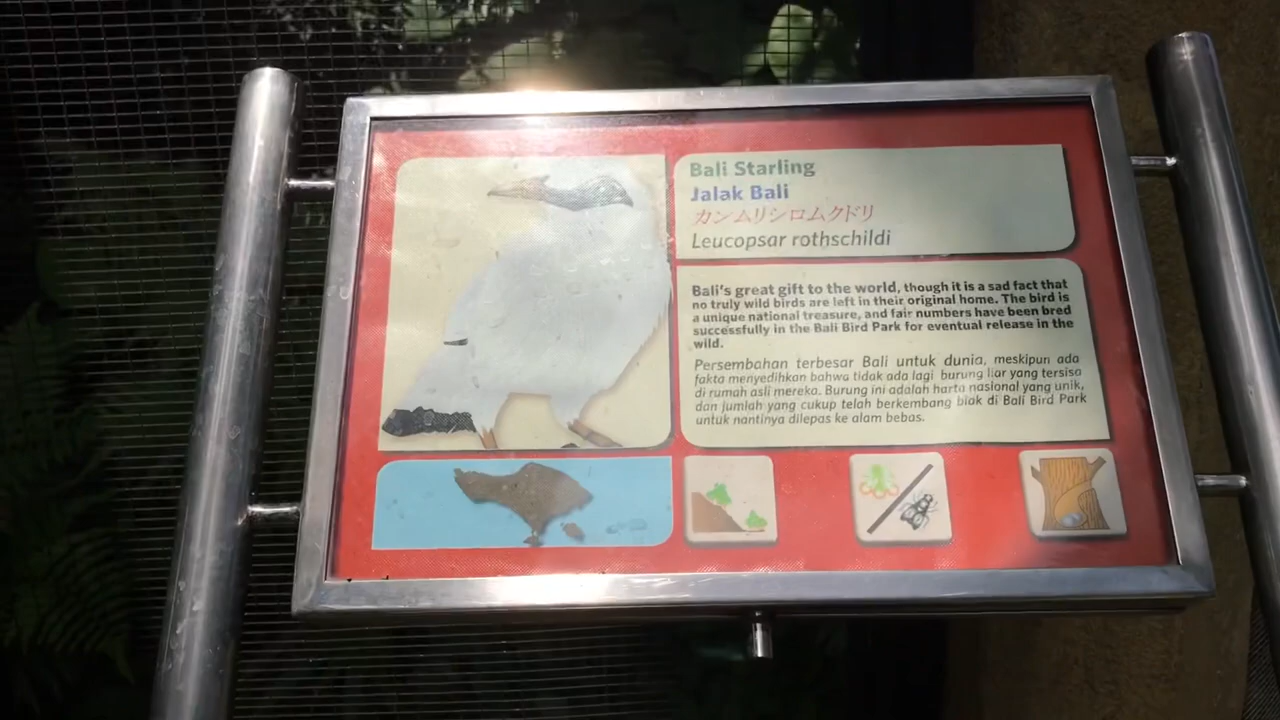 Bali Starling
Jalak Bali
カンムリシロムクドリ
Leucopsar rothschildi
Bali's great gift to the world, though it is a sad fact that
no truly wild birds are left in their original home. The bird is
a unique national treasure, and fair numbers have been bred
successfully in the Bali Bird Park for eventual release in the
wild.
Persembahan terbesar Bali untuk dunia, meskipun ada
fakta menyedihkan bahwa tidak ada lagi burung liar yang tersisa
di rumah asli mereka. Burung ini adalah harta nasional yang unik,
dan jumlah yang cukup telah berkembang biak di Bali Bird Park
untuk nantinya dilepas ke alam bebas.